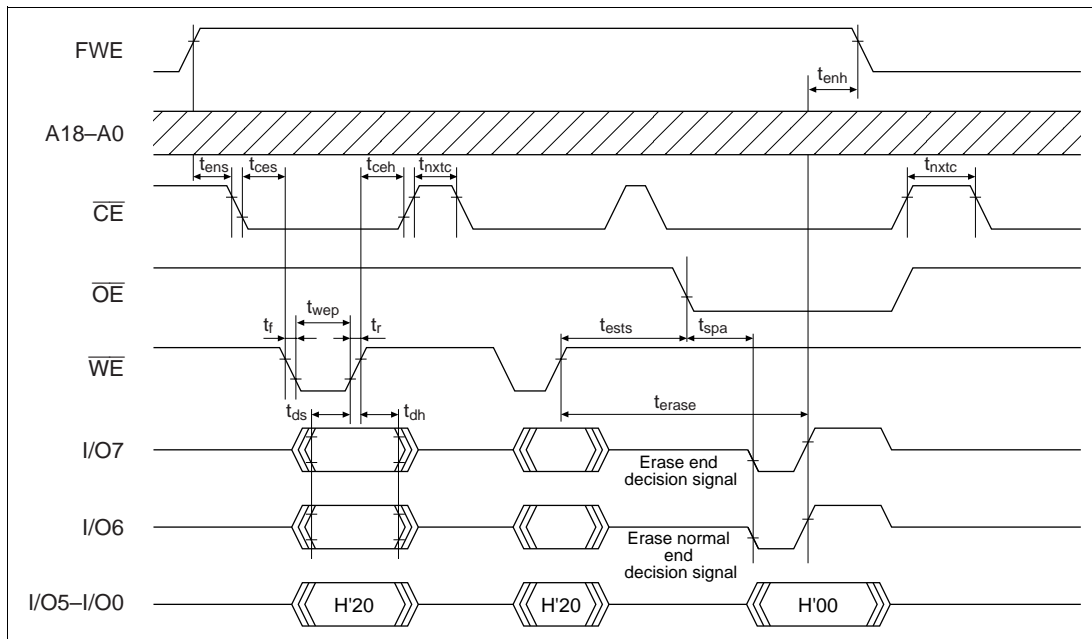 FWE
t_enh
A18–A0
t_ens t_ces t_ceh t_nxtc t_nxtc
CE
OE
t_wep
t_f t_r t_ests t_spa
WE
t_ds t_dh t_erase
I/O7
Erase end
decision signal
I/O6
Erase normal
end
decision signal
I/O5–I/O0 H'20 H'20 H'00